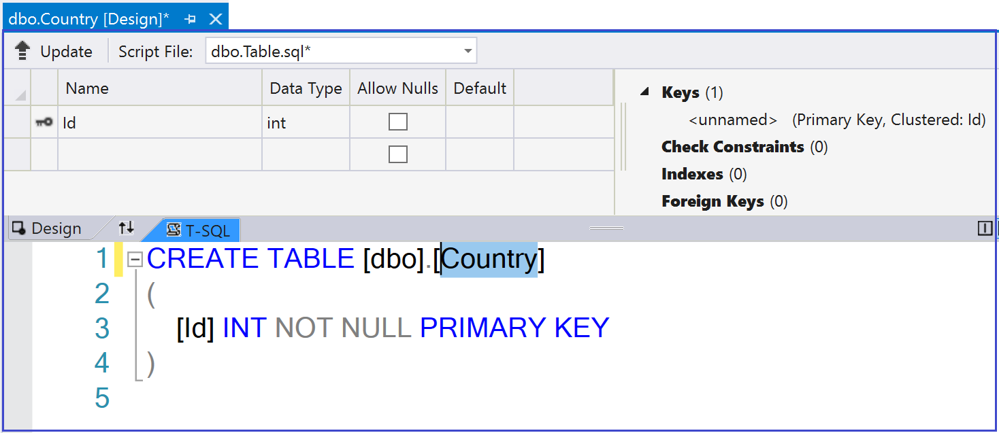 dbo.Country [Design]*
Update Script File: dbo.Table.sql*
Name Data Type Allow Nulls Default
Id int
Keys (1)
<unnamed> (Primary Key, Clustered: Id)
Check Constraints (0)
Indexes (0)
Foreign Keys (0)
Design T-SQL
1 CREATE TABLE [dbo].[Country]
2 (
3 [Id] INT NOT NULL PRIMARY KEY
4 )
5